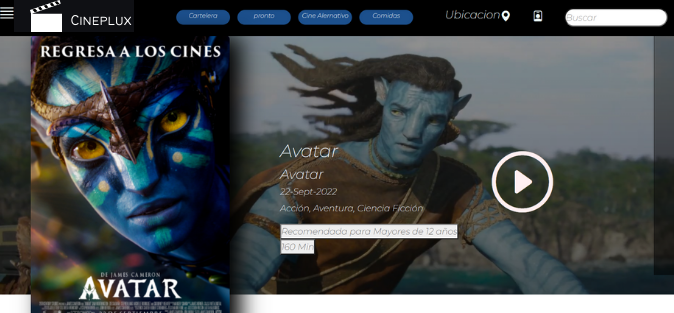 CINEPLUX
Cartelera
pronto
Cine Alternativo
Comidas
Ubicacion
Buscar
REGRESA A LOS CINES
Avatar
Avatar
22-Sept-2022
Acción, Aventura, Ciencia Ficción
Recomendada para Mayores de 12 años
160 Min
DE JAMES CAMERON
AVATAR